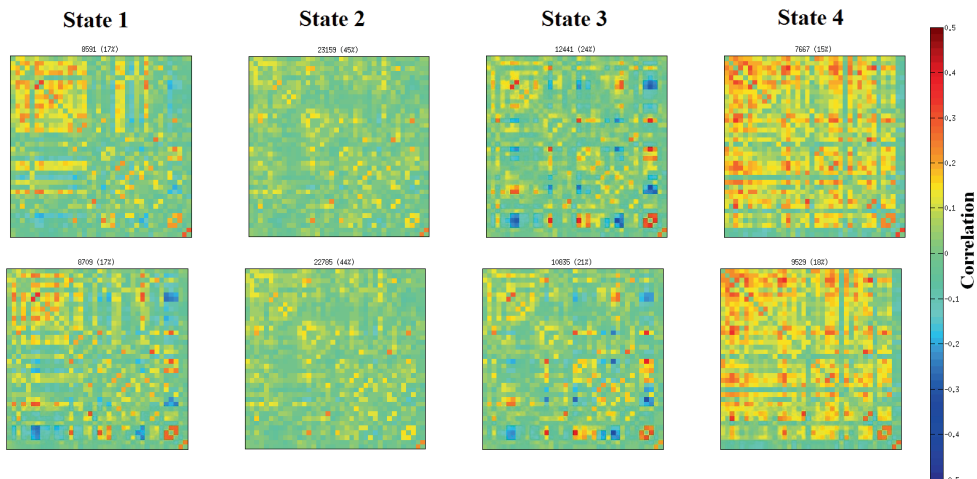 State 1 State 2 State 3 State 4
8591 (17%) 23159 (45%) 12441 (24%) 7667 (15%)
8709 (17%) 22785 (44%) 10835 (21%) 9529 (18%)
0,5
0,4
0,3
0,2
0,1
0
-0,1
-0,2
-0,3
-0,4
-0,5
Correlation